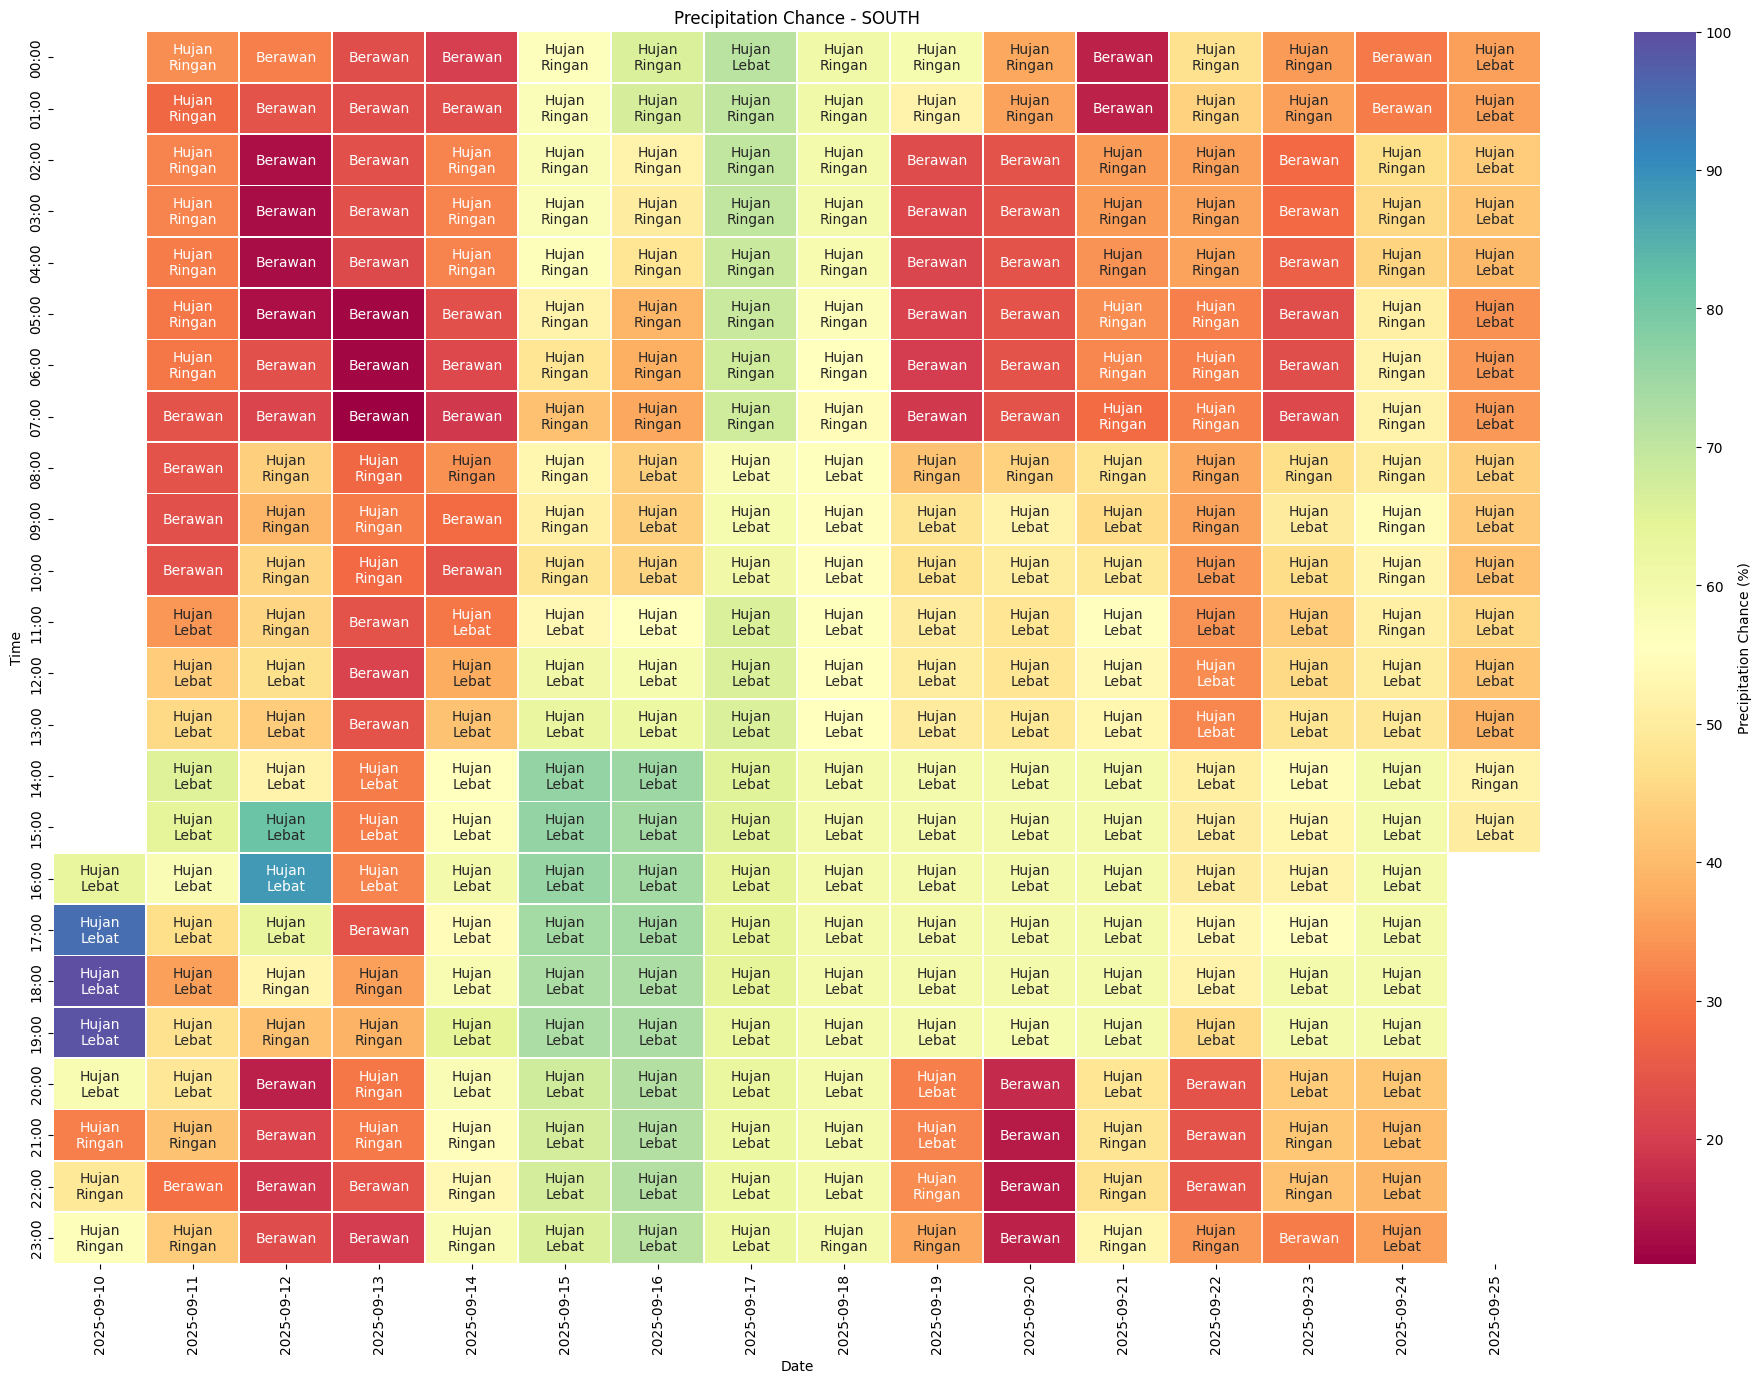 Precipitation Chance - SOUTH
00:00 Hujan Ringan Berawan Berawan Berawan Hujan Ringan Hujan Ringan Hujan Lebat Hujan Ringan Hujan Ringan Hujan Ringan Berawan Hujan Ringan Hujan Ringan Berawan Hujan Lebat
01:00 Hujan Ringan Berawan Berawan Berawan Hujan Ringan Hujan Ringan Hujan Ringan Hujan Ringan Hujan Ringan Hujan Ringan Berawan Hujan Ringan Hujan Ringan Berawan Hujan Lebat
02:00 Hujan Ringan Berawan Berawan Hujan Ringan Hujan Ringan Hujan Ringan Hujan Ringan Hujan Ringan Berawan Berawan Hujan Ringan Hujan Ringan Berawan Hujan Ringan Hujan Lebat
03:00 Hujan Ringan Berawan Berawan Hujan Ringan Hujan Ringan Hujan Ringan Hujan Ringan Hujan Ringan Berawan Berawan Hujan Ringan Hujan Ringan Berawan Hujan Ringan Hujan Lebat
04:00 Hujan Ringan Berawan Berawan Hujan Ringan Hujan Ringan Hujan Ringan Hujan Ringan Hujan Ringan Berawan Berawan Hujan Ringan Hujan Ringan Berawan Hujan Ringan Hujan Lebat
05:00 Hujan Ringan Berawan Berawan Berawan Hujan Ringan Hujan Ringan Hujan Ringan Hujan Ringan Berawan Berawan Hujan Ringan Hujan Ringan Berawan Hujan Ringan Hujan Lebat
06:00 Hujan Ringan Berawan Berawan Berawan Hujan Ringan Hujan Ringan Hujan Ringan Hujan Ringan Berawan Berawan Hujan Ringan Hujan Ringan Berawan Hujan Ringan Hujan Lebat
07:00 Berawan Berawan Berawan Berawan Hujan Ringan Hujan Ringan Hujan Ringan Hujan Ringan Berawan Berawan Hujan Ringan Hujan Ringan Berawan Hujan Ringan Hujan Lebat
08:00 Berawan Hujan Ringan Hujan Ringan Hujan Ringan Hujan Ringan Hujan Lebat Hujan Lebat Hujan Lebat Hujan Ringan Hujan Ringan Hujan Ringan Hujan Ringan Hujan Ringan Hujan Ringan Hujan Lebat
09:00 Berawan Hujan Ringan Hujan Ringan Berawan Hujan Ringan Hujan Lebat Hujan Lebat Hujan Lebat Hujan Lebat Hujan Lebat Hujan Lebat Hujan Ringan Hujan Lebat Hujan Ringan Hujan Lebat
10:00 Berawan Hujan Ringan Hujan Ringan Berawan Hujan Ringan Hujan Lebat Hujan Lebat Hujan Lebat Hujan Lebat Hujan Lebat Hujan Lebat Hujan Lebat Hujan Lebat Hujan Ringan Hujan Lebat
11:00 Hujan Lebat Hujan Ringan Berawan Hujan Lebat Hujan Lebat Hujan Lebat Hujan Lebat Hujan Lebat Hujan Lebat Hujan Lebat Hujan Lebat Hujan Lebat Hujan Lebat Hujan Ringan Hujan Lebat
12:00 Hujan Lebat Hujan Lebat Berawan Hujan Lebat Hujan Lebat Hujan Lebat Hujan Lebat Hujan Lebat Hujan Lebat Hujan Lebat Hujan Lebat Hujan Lebat Hujan Lebat Hujan Lebat Hujan Lebat
13:00 Hujan Lebat Hujan Lebat Berawan Hujan Lebat Hujan Lebat Hujan Lebat Hujan Lebat Hujan Lebat Hujan Lebat Hujan Lebat Hujan Lebat Hujan Lebat Hujan Lebat Hujan Lebat Hujan Lebat
14:00 Hujan Lebat Hujan Lebat Hujan Lebat Hujan Lebat Hujan Lebat Hujan Lebat Hujan Lebat Hujan Lebat Hujan Lebat Hujan Lebat Hujan Lebat Hujan Lebat Hujan Lebat Hujan Lebat Hujan Ringan
15:00 Hujan Lebat Hujan Lebat Hujan Lebat Hujan Lebat Hujan Lebat Hujan Lebat Hujan Lebat Hujan Lebat Hujan Lebat Hujan Lebat Hujan Lebat Hujan Lebat Hujan Lebat Hujan Lebat Hujan Lebat
16:00 Hujan Lebat Hujan Lebat Hujan Lebat Hujan Lebat Hujan Lebat Hujan Lebat Hujan Lebat Hujan Lebat Hujan Lebat Hujan Lebat Hujan Lebat Hujan Lebat Hujan Lebat Hujan Lebat Hujan Lebat
17:00 Hujan Lebat Hujan Lebat Hujan Lebat Berawan Hujan Lebat Hujan Lebat Hujan Lebat Hujan Lebat Hujan Lebat Hujan Lebat Hujan Lebat Hujan Lebat Hujan Lebat Hujan Lebat Hujan Lebat
18:00 Hujan Lebat Hujan Lebat Hujan Ringan Hujan Ringan Hujan Lebat Hujan Lebat Hujan Lebat Hujan Lebat Hujan Lebat Hujan Lebat Hujan Lebat Hujan Lebat Hujan Lebat Hujan Lebat Hujan Lebat
19:00 Hujan Lebat Hujan Lebat Hujan Ringan Hujan Ringan Hujan Lebat Hujan Lebat Hujan Lebat Hujan Lebat Hujan Lebat Hujan Lebat Hujan Lebat Hujan Lebat Hujan Lebat Hujan Lebat Hujan Lebat
20:00 Hujan Lebat Hujan Lebat Berawan Hujan Ringan Hujan Lebat Hujan Lebat Hujan Lebat Hujan Lebat Hujan Lebat Hujan Lebat Berawan Hujan Lebat Berawan Hujan Lebat Hujan Lebat
21:00 Hujan Ringan Hujan Ringan Berawan Hujan Ringan Hujan Ringan Hujan Lebat Hujan Lebat Hujan Lebat Hujan Lebat Hujan Lebat Berawan Hujan Ringan Berawan Hujan Ringan Hujan Lebat
22:00 Hujan Ringan Berawan Berawan Berawan Hujan Ringan Hujan Lebat Hujan Lebat Hujan Lebat Hujan Lebat Hujan Ringan Berawan Hujan Ringan Berawan Hujan Ringan Hujan Lebat
23:00 Hujan Ringan Hujan Ringan Berawan Berawan Hujan Ringan Hujan Lebat Hujan Lebat Hujan Lebat Hujan Ringan Hujan Ringan Berawan Hujan Ringan Hujan Ringan Berawan Hujan Lebat
Time
2025-09-10
2025-09-11
2025-09-12
2025-09-13
2025-09-14
2025-09-15
2025-09-16
2025-09-17
2025-09-18
2025-09-19
2025-09-20
2025-09-21
2025-09-22
2025-09-23
2025-09-24
2025-09-25
Date
100
90
80
70
60
50
40
30
20
Precipitation Chance (%)